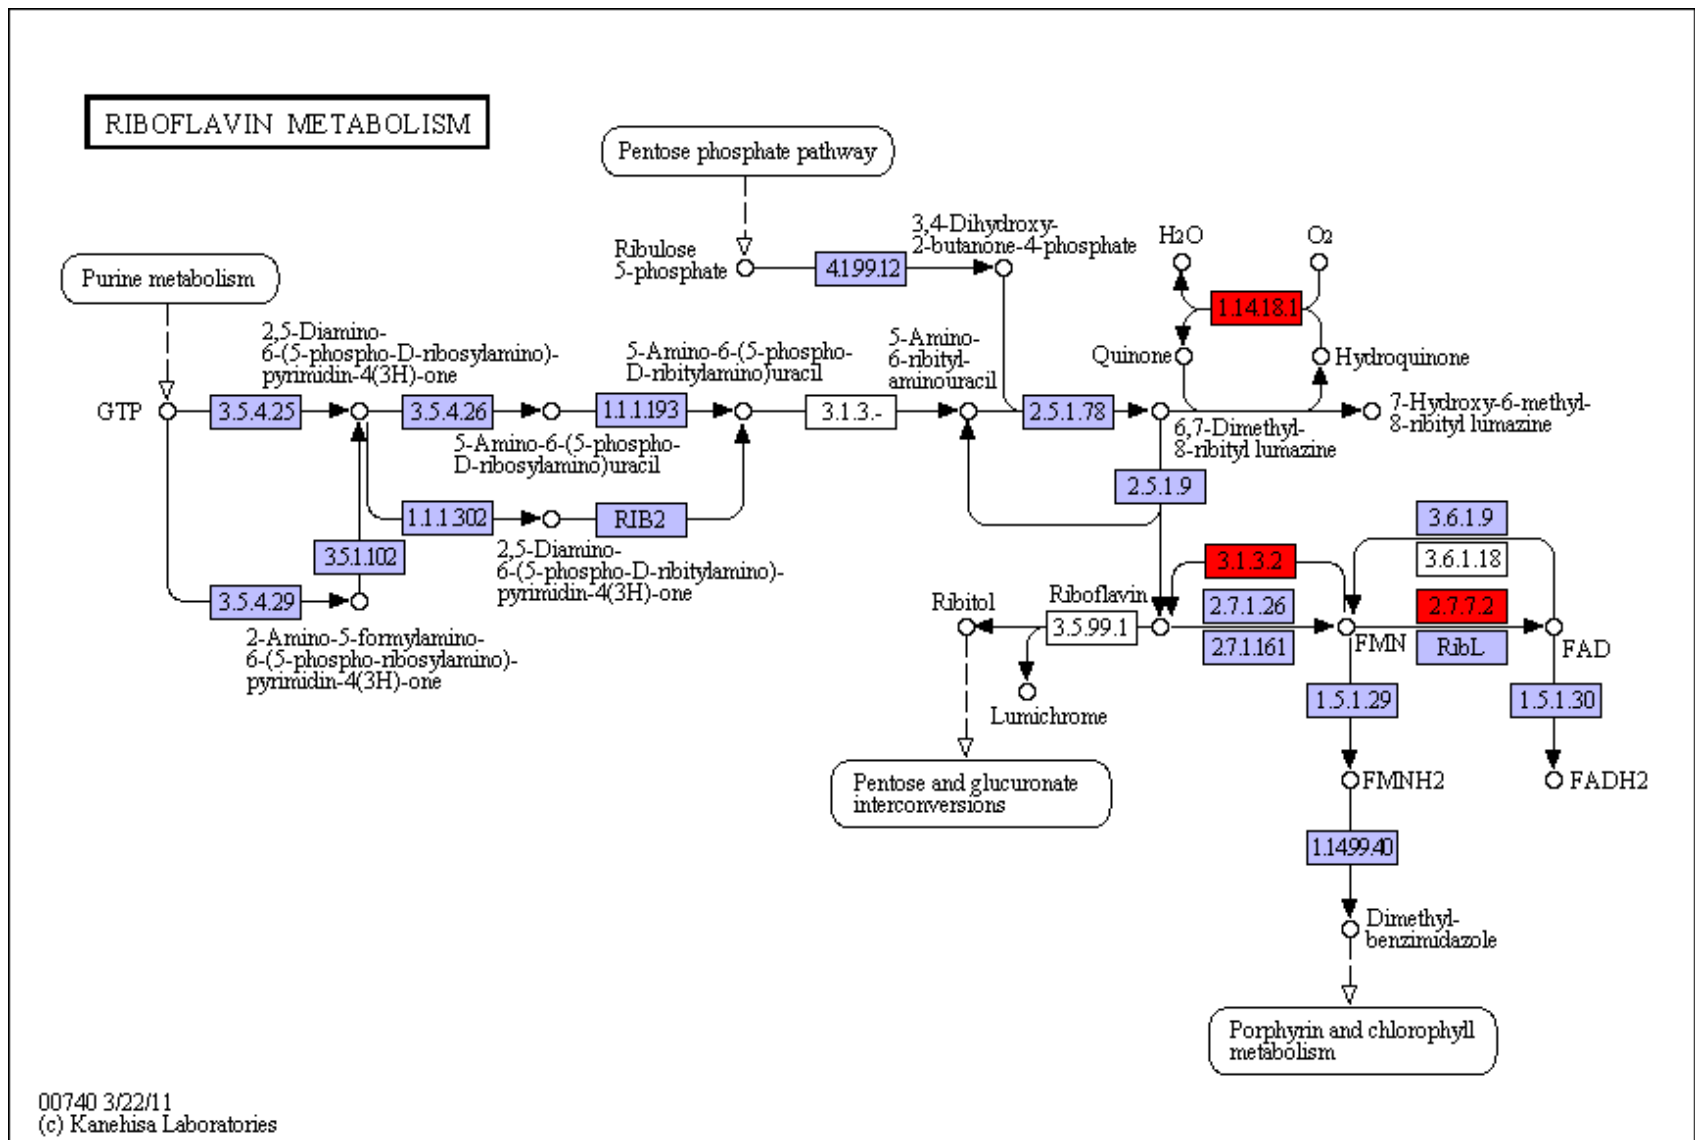 RIBOFLAVIN METABOLISM
Pentose phosphate pathway
Purine metabolism
Ribulose
5-phosphate
4.1.99.12
3,4-Dihydroxy-
2-butanone-4-phosphate
H2O
O2
1.14.18.1
Quinone
Hydroquinone
GTP
3.5.4.25
2,5-Diamino-
6-(5-phospho-D-ribosylamino)-
pyrimidin-4(3H)-one
3.5.4.26
5-Amino-6-(5-phospho-
D-ribosylamino)uracil
1.1.1.193
5-Amino-6-(5-phospho-
D-ribitylamino)uracil
3.1.3.-
5-Amino-
6-ribityl-
aminouracil
2.5.1.78
6,7-Dimethyl-
8-ribityl lumazine
7-Hydroxy-6-methyl-
8-ribityl lumazine
2.5.1.9
1.1.1.302
RIB2
2,5-Diamino-
6-(5-phospho-D-ribitylamino)-
pyrimidin-4(3H)-one
3.5.1.102
3.5.4.29
2-Amino-5-formylamino-
6-(5-phospho-ribosylamino)-
pyrimidin-4(3H)-one
3.6.1.9
3.6.1.18
3.1.3.2
Ribitol
Riboflavin
3.5.99.1
2.7.1.26
2.7.1.161
FMN
2.7.7.2
RibL
FAD
Lumichrome
1.5.1.29
1.5.1.30
Pentose and glucuronate
interconversions
FMNH2
FADH2
1.14.99.40
Dimethyl-
benzimidazole
Porphyrin and chlorophyll
metabolism
00740 3/22/11
(c) Kanehisa Laboratories